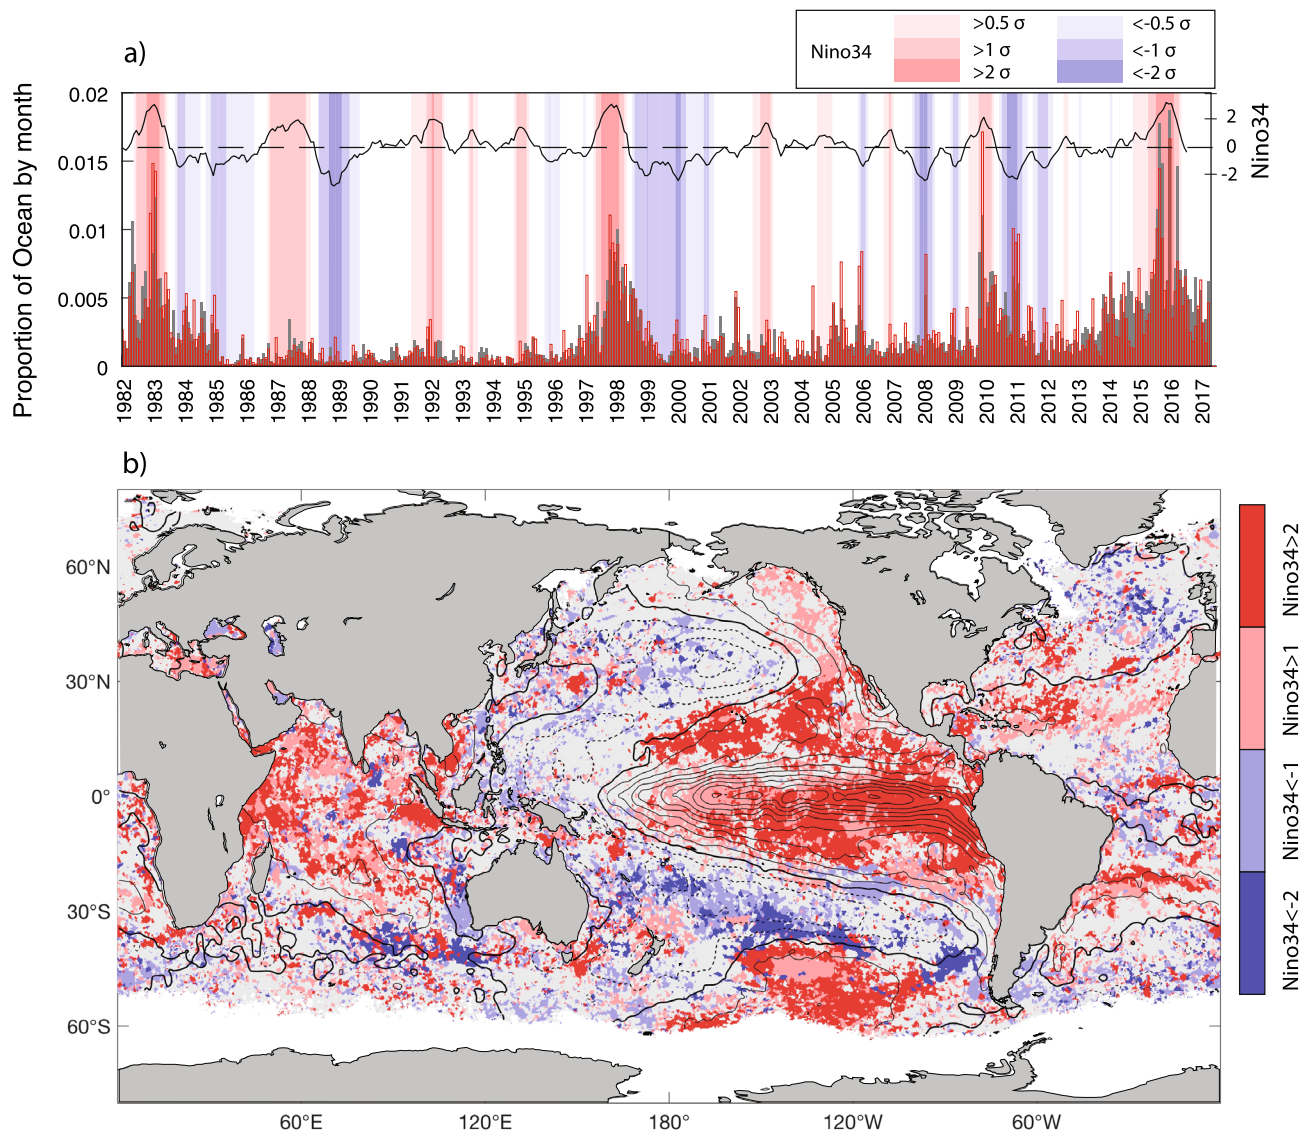 a)
Nino34
>0.5 σ
<-0.5 σ
>1 σ
<-1 σ
>2 σ
<-2 σ
Proportion of Ocean by month
0.02
0.015
0.01
0.005
0
2
0
-2
Nino34
1982 1983 1984 1985 1986 1987 1988 1989 1990 1991 1992 1993 1994 1995 1996 1997 1998 1999 2000 2001 2002 2003 2004 2005 2006 2007 2008 2009 2010 2011 2012 2013 2014 2015 2016 2017
b)
60°N
30°N
0°
30°S
60°S
60°E 120°E 180° 120°W 60°W
Nino34>2
Nino34>1
Nino34<-1
Nino34<-2